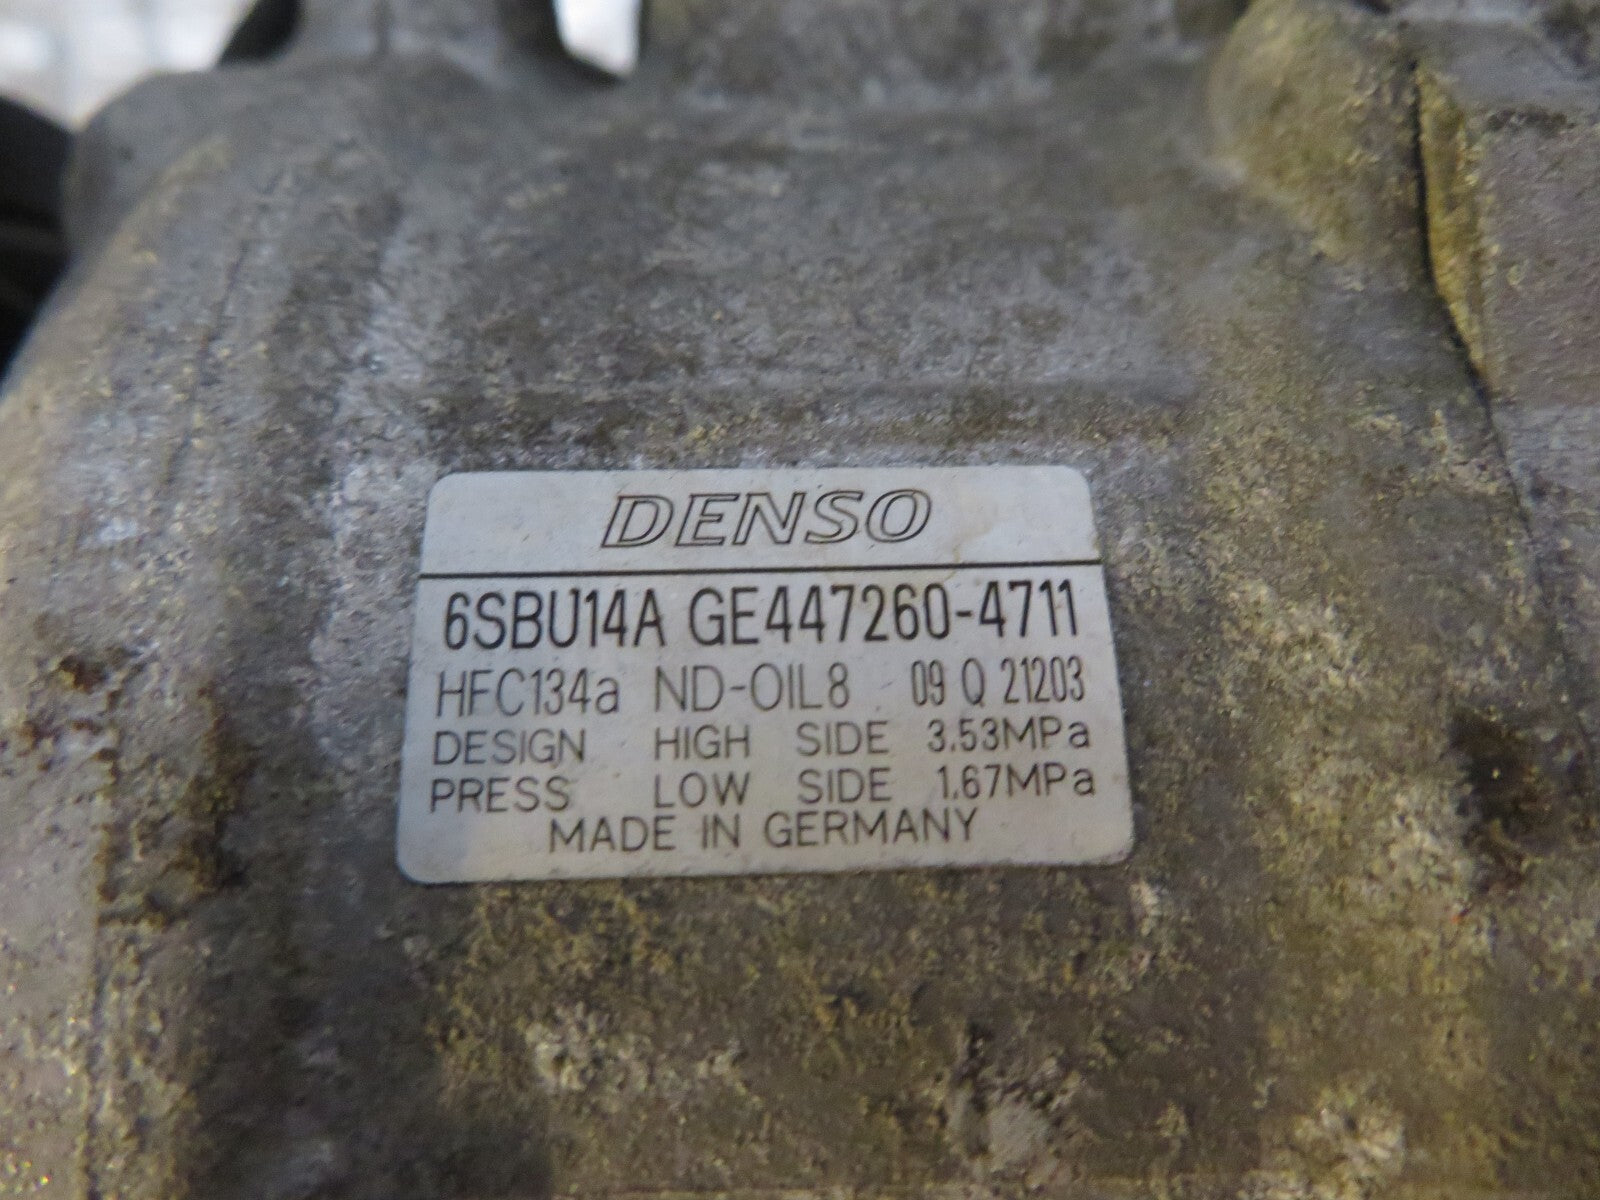 DENSO
6SBU14A GE447260-4711
HFC134a ND-OIL8 09 Q 21203
DESIGN HIGH SIDE 3.53MPa
PRESS LOW SIDE 1.67MPa
MADE IN GERMANY